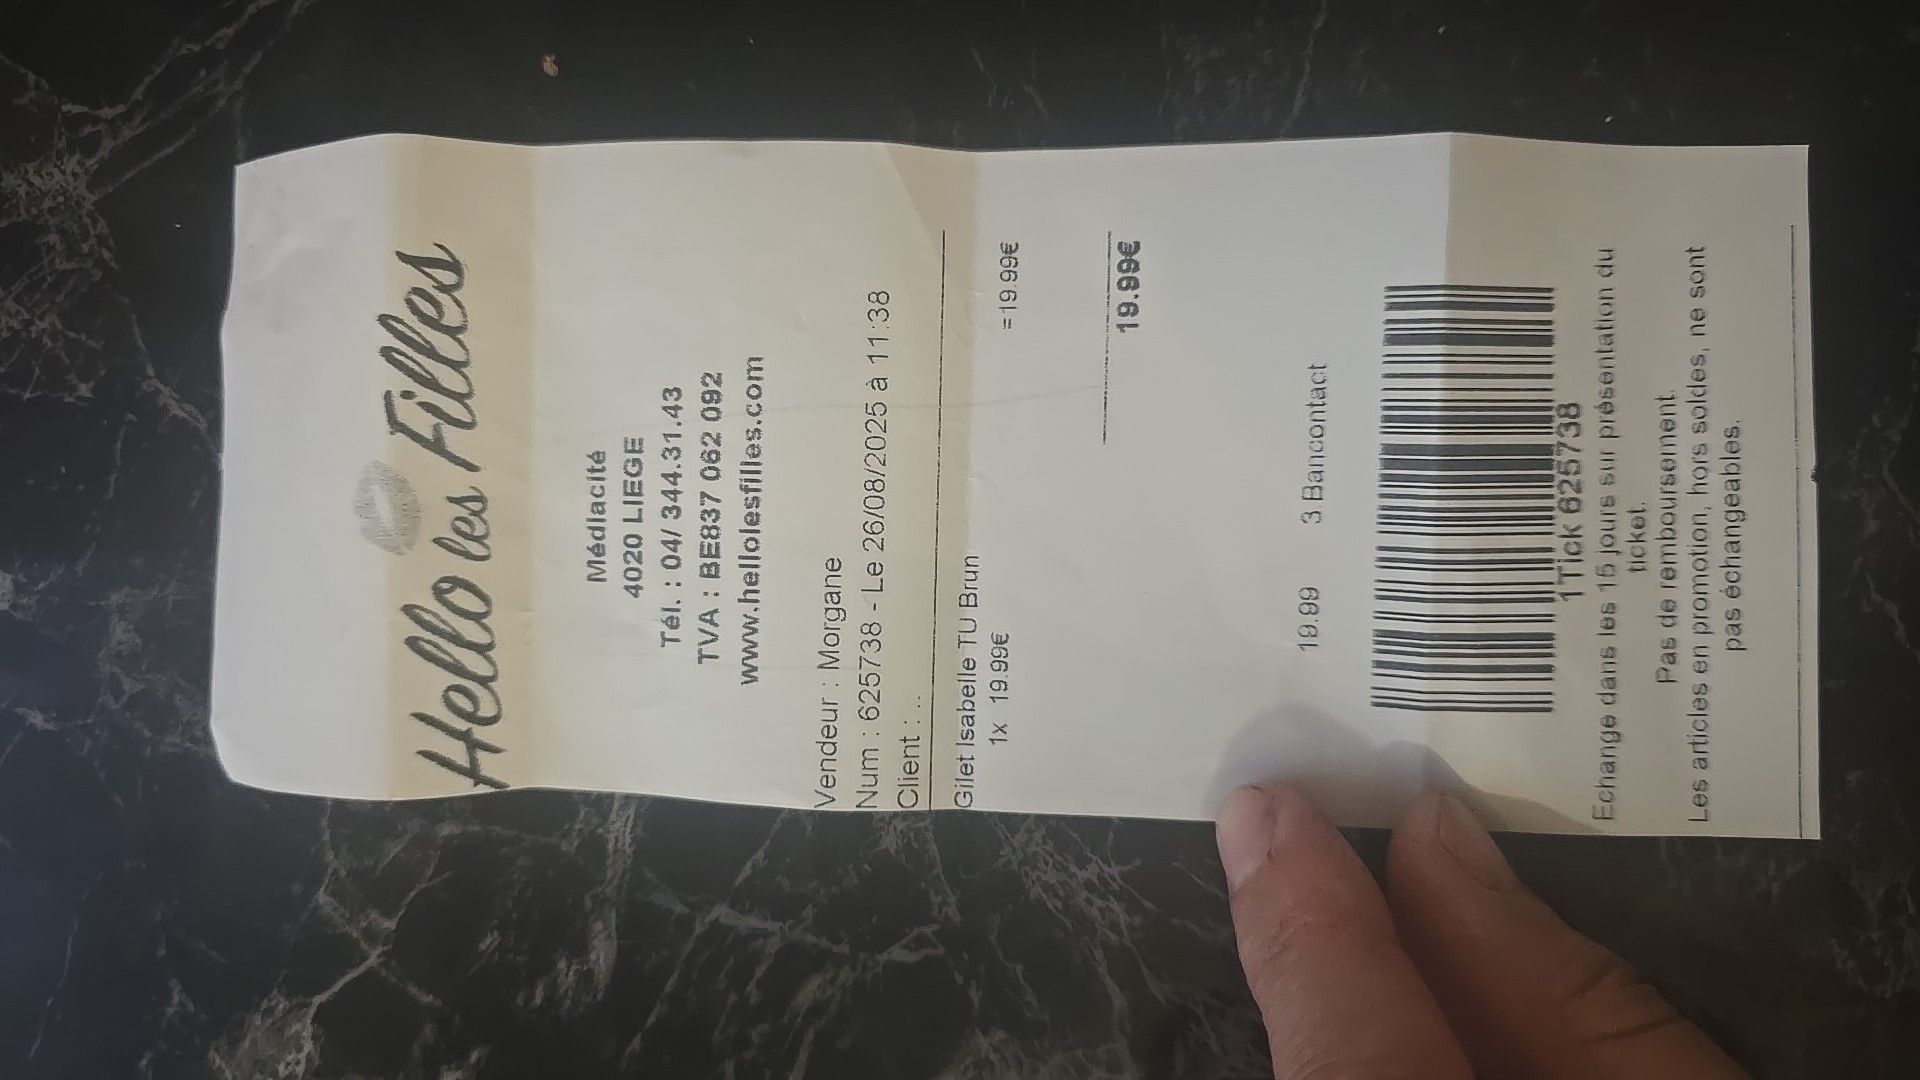 Hello les Filles
Médiacité
4020 LIEGE
Tél. : 04/ 344.31.43
TVA : BE837 062 092
www.hellolesfilles.com
Vendeur : Morgane
Num : 625738 - Le 26/08/2025 à 11:38
Client : ...
Gilet Isabelle TU Brun
1x 19.99€ =19.99€
19.99€
19.99 3.Bancontact
1Tick 625738
Echange dans les 15 jours sur présentation du
ticket.
Pas de remboursement.
Les articles en promotion, hors soldes, ne sont
pas échangeables.